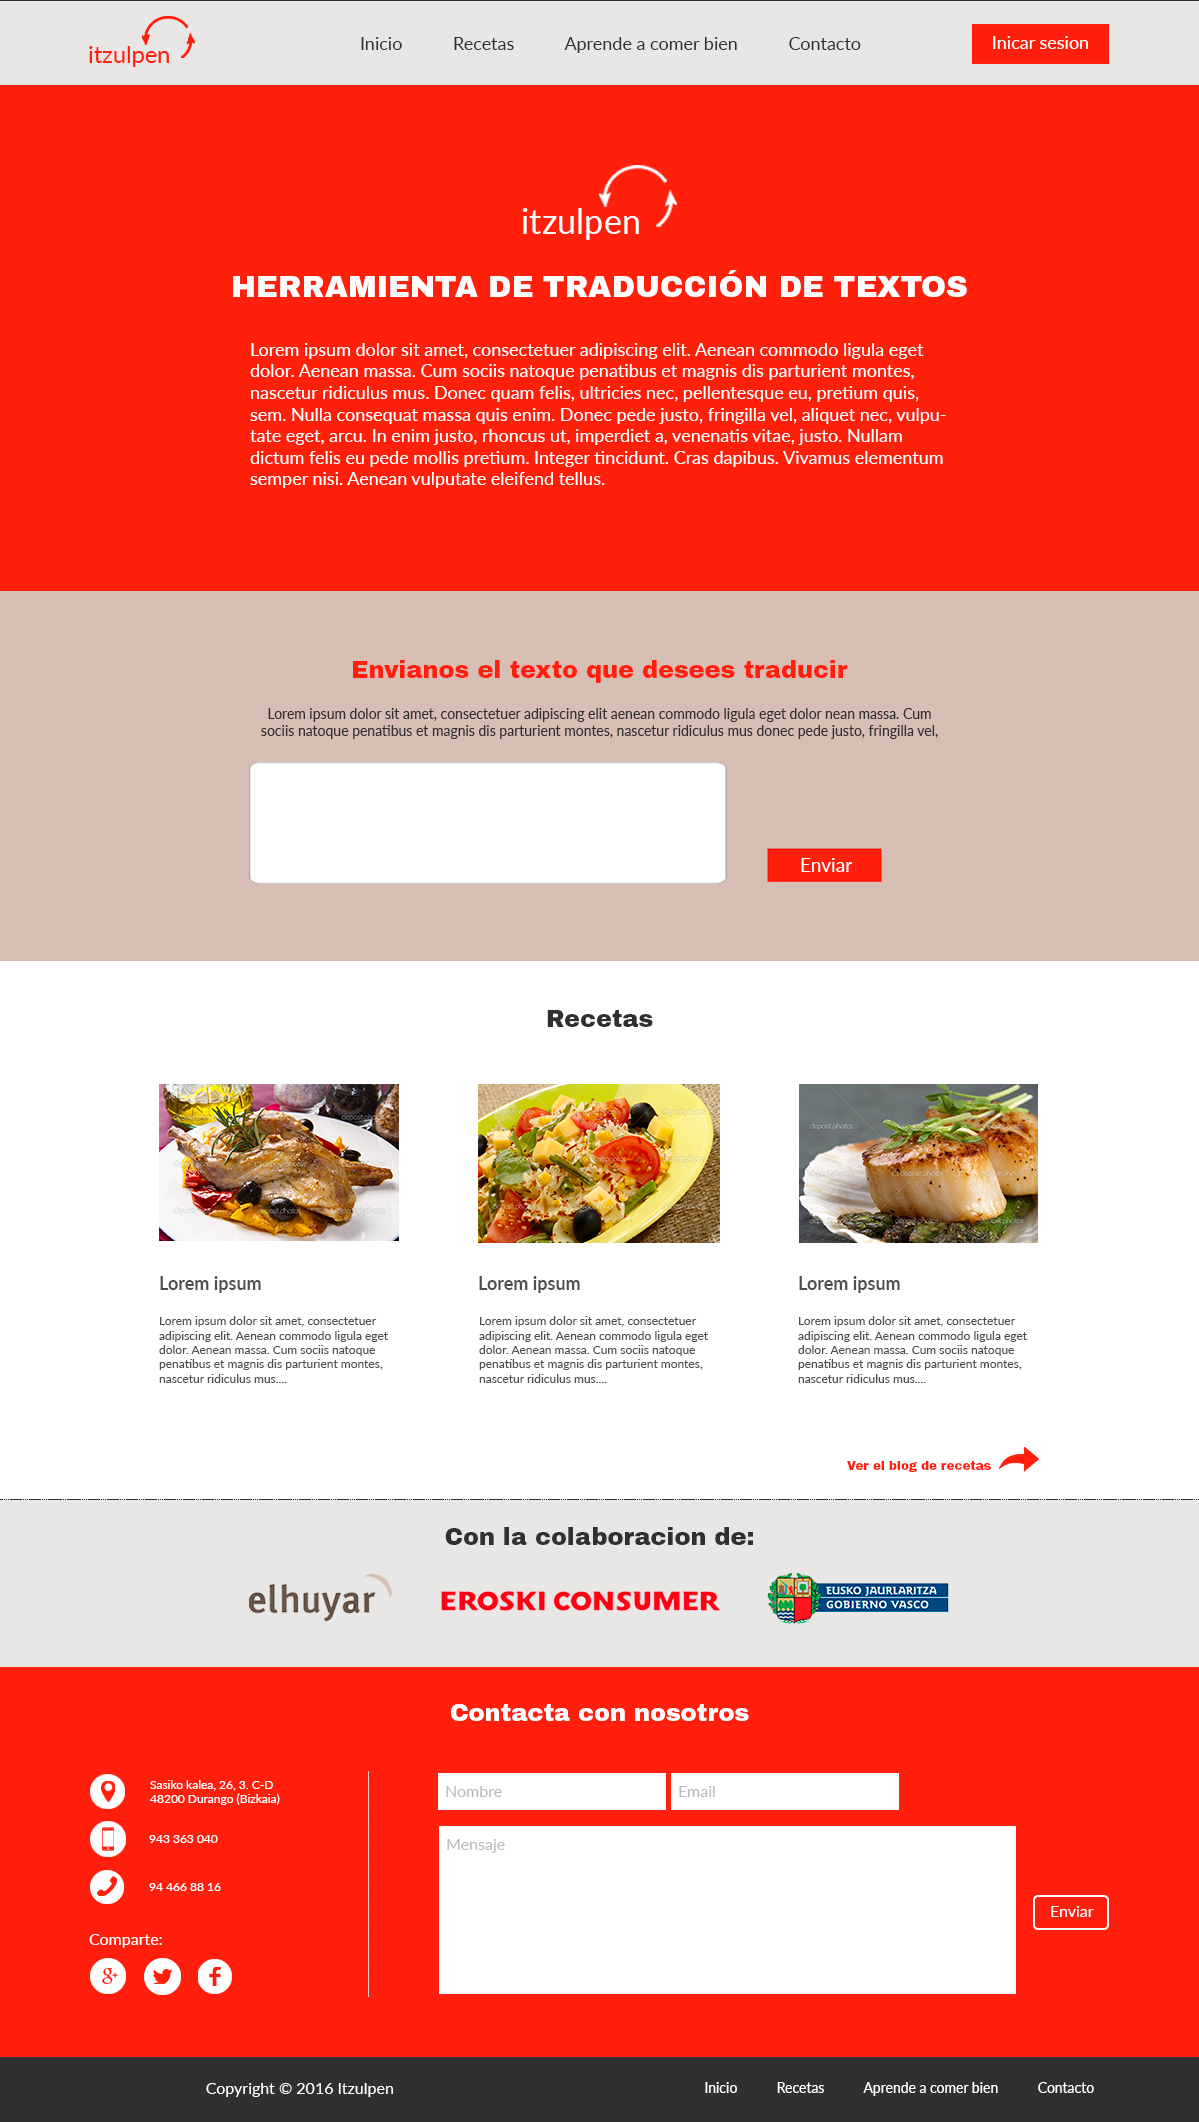 itzulpen
Inicio Recetas Aprende a comer bien Contacto
Inicar sesion
itzulpen
HERRAMIENTA DE TRADUCCIÓN DE TEXTOS
Lorem ipsum dolor sit amet, consectetuer adipiscing elit. Aenean commodo ligula eget
dolor. Aenean massa. Cum sociis natoque penatibus et magnis dis parturient montes,
nascetur ridiculus mus. Donec quam felis, ultricies nec, pellentesque eu, pretium quis,
sem. Nulla consequat massa quis enim. Donec pede justo, fringilla vel, aliquet nec, vulpu-
tate eget, arcu. In enim justo, rhoncus ut, imperdiet a, venenatis vitae, justo. Nullam
dictum felis eu pede mollis pretium. Integer tincidunt. Cras dapibus. Vivamus elementum
semper nisi. Aenean vulputate eleifend tellus.
Envianos el texto que desees traducir
Lorem ipsum dolor sit amet, consectetuer adipiscing elit aenean commodo ligula eget dolor nean massa. Cum
sociis natoque penatibus et magnis dis parturient montes, nascetur ridiculus mus donec pede justo, fringilla vel,
Enviar
Recetas
Lorem ipsum
Lorem ipsum dolor sit amet, consectetuer
adipiscing elit. Aenean commodo ligula eget
dolor. Aenean massa. Cum sociis natoque
penatibus et magnis dis parturient montes,
nascetur ridiculus mus....
Lorem ipsum
Lorem ipsum dolor sit amet, consectetuer
adipiscing elit. Aenean commodo ligula eget
dolor. Aenean massa. Cum sociis natoque
penatibus et magnis dis parturient montes,
nascetur ridiculus mus....
Lorem ipsum
Lorem ipsum dolor sit amet, consectetuer
adipiscing elit. Aenean commodo ligula eget
dolor. Aenean massa. Cum sociis natoque
penatibus et magnis dis parturient montes,
nascetur ridiculus mus....
Ver el blog de recetas
Con la colaboracion de:
elhuyar
EROSKI CONSUMER
EUSKO JAURLARITZA
GOBIERNO VASCO
Contacta con nosotros
Sasiko kalea, 26, 3. C-D
48200 Durango (Bizkaia)
943 363 040
94 466 88 16
Comparte:
Nombre
Email
Mensaje
Enviar
Copyright © 2016 Itzulpen
Inicio Recetas Aprende a comer bien Contacto